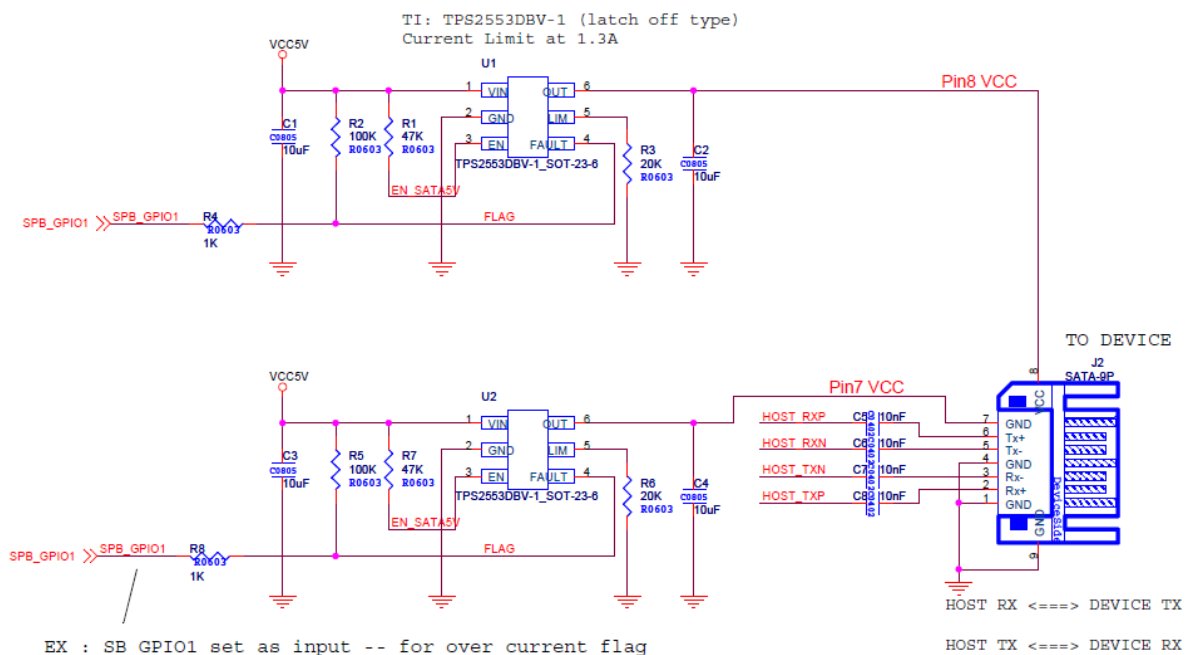 TI: TPS2553DBV-1 (latch off type)
Current Limit at 1.3A
VCC5V
U1
Pin8 VCC
1 VIN OUT 6
2 GND LIM 5
3 EN FAULT 4
C1
C0805
10uF
R2
100K
R0603
R1
47K
R0603
TPS2553DBV-1_SOT-23-6
R3
20K
R0603
C2
C0805
10uF
EN_SATA5V
SPB_GPIO1 SPB_GPIO1
R4
R0603
1K
FLAG
TO DEVICE
J2
SATA-9P
VCC5V
U2
Pin7 VCC
8
VCC
1 VIN OUT 6
2 GND LIM 5
3 EN FAULT 4
C3
C0805
10uF
R5
100K
R0603
R7
47K
R0603
TPS2553DBV-1_SOT-23-6
R6
20K
R0603
C4
C0805
10uF
HOST_RXP C5 10nF
HOST_RXN C6 10nF
HOST_TXN C7 10nF
HOST_TXP C8 10nF
7 GND
6 Tx+
5 Tx-
4 GND
3 Rx-
2 Rx+
1 GND
DeviceSide
GND
9
EN_SATA5V
SPB_GPIO1 SPB_GPIO1
R8
R0603
1K
FLAG
HOST RX <===> DEVICE TX
EX : SB GPIO1 set as input -- for over current flag
HOST TX <===> DEVICE RX